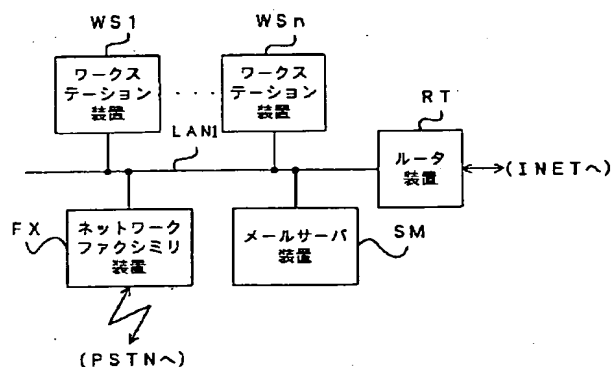 WS1
WSn
ワークス
テーション
装置
・・・
ワークス
テーション
装置
RT
LAN1
ルータ
装置
(INETへ)
FX
ネットワーク
ファクシミリ
装置
メールサーバ
装置
SM
(PSTNへ)